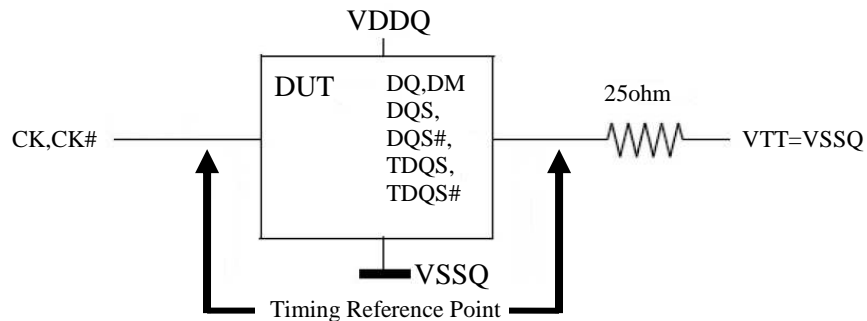 VDDQ
DUT
DQ,DM
DQS,
DQS#,
TDQS,
TDQS#
CK,CK#
25ohm
VTT=VSSQ
VSSQ
Timing Reference Point